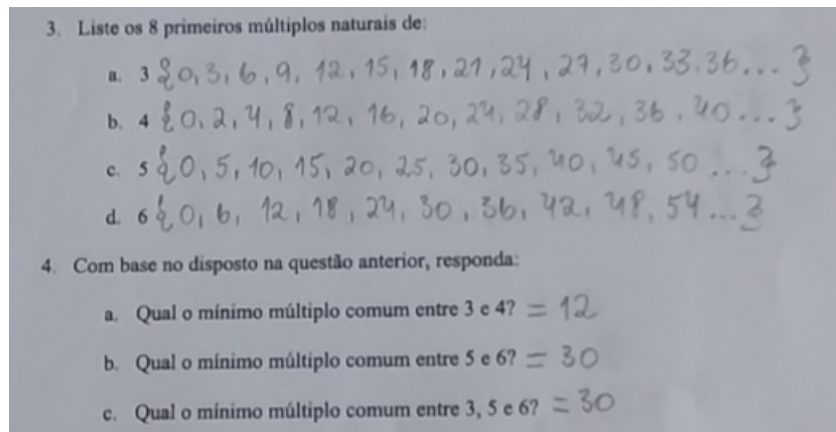 3. Liste os 8 primeiros múltiplos naturais de:
a. 3 {0, 3, 6, 9, 12, 15, 18, 21, 24, 27, 30, 33, 36... }
b. 4 {0, 2, 4, 8, 12, 16, 20, 24, 28, 32, 36, 40... }
c. 5 {0, 5, 10, 15, 20, 25, 30, 35, 40, 45, 50 ...}
d. 6 {0, 6, 12, 18, 24, 30, 36, 42, 48, 54...}
4. Com base no disposto na questão anterior, responda:
a. Qual o mínimo múltiplo comum entre 3 e 4? = 12
b. Qual o mínimo múltiplo comum entre 5 e 6? = 30
c. Qual o mínimo múltiplo comum entre 3, 5 e 6? = 30